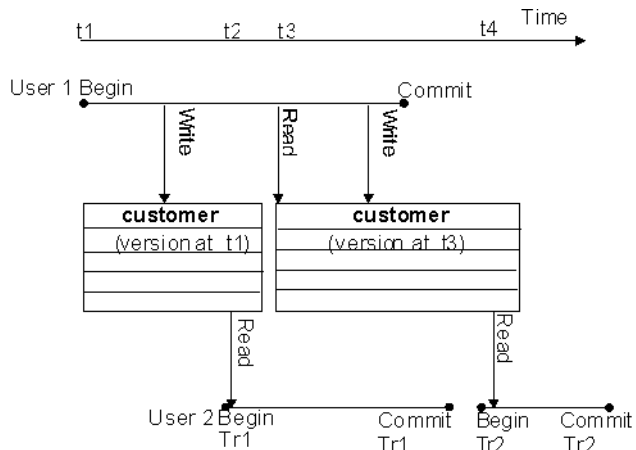 t1 t2 t3 t4 Time
User 1 Begin Commit
Write Read Write
customer customer
(version at t1) (version at t3)
Read Read
User 2 Begin Commit Begin Commit
Tr1 Tr1 Tr2 Tr2